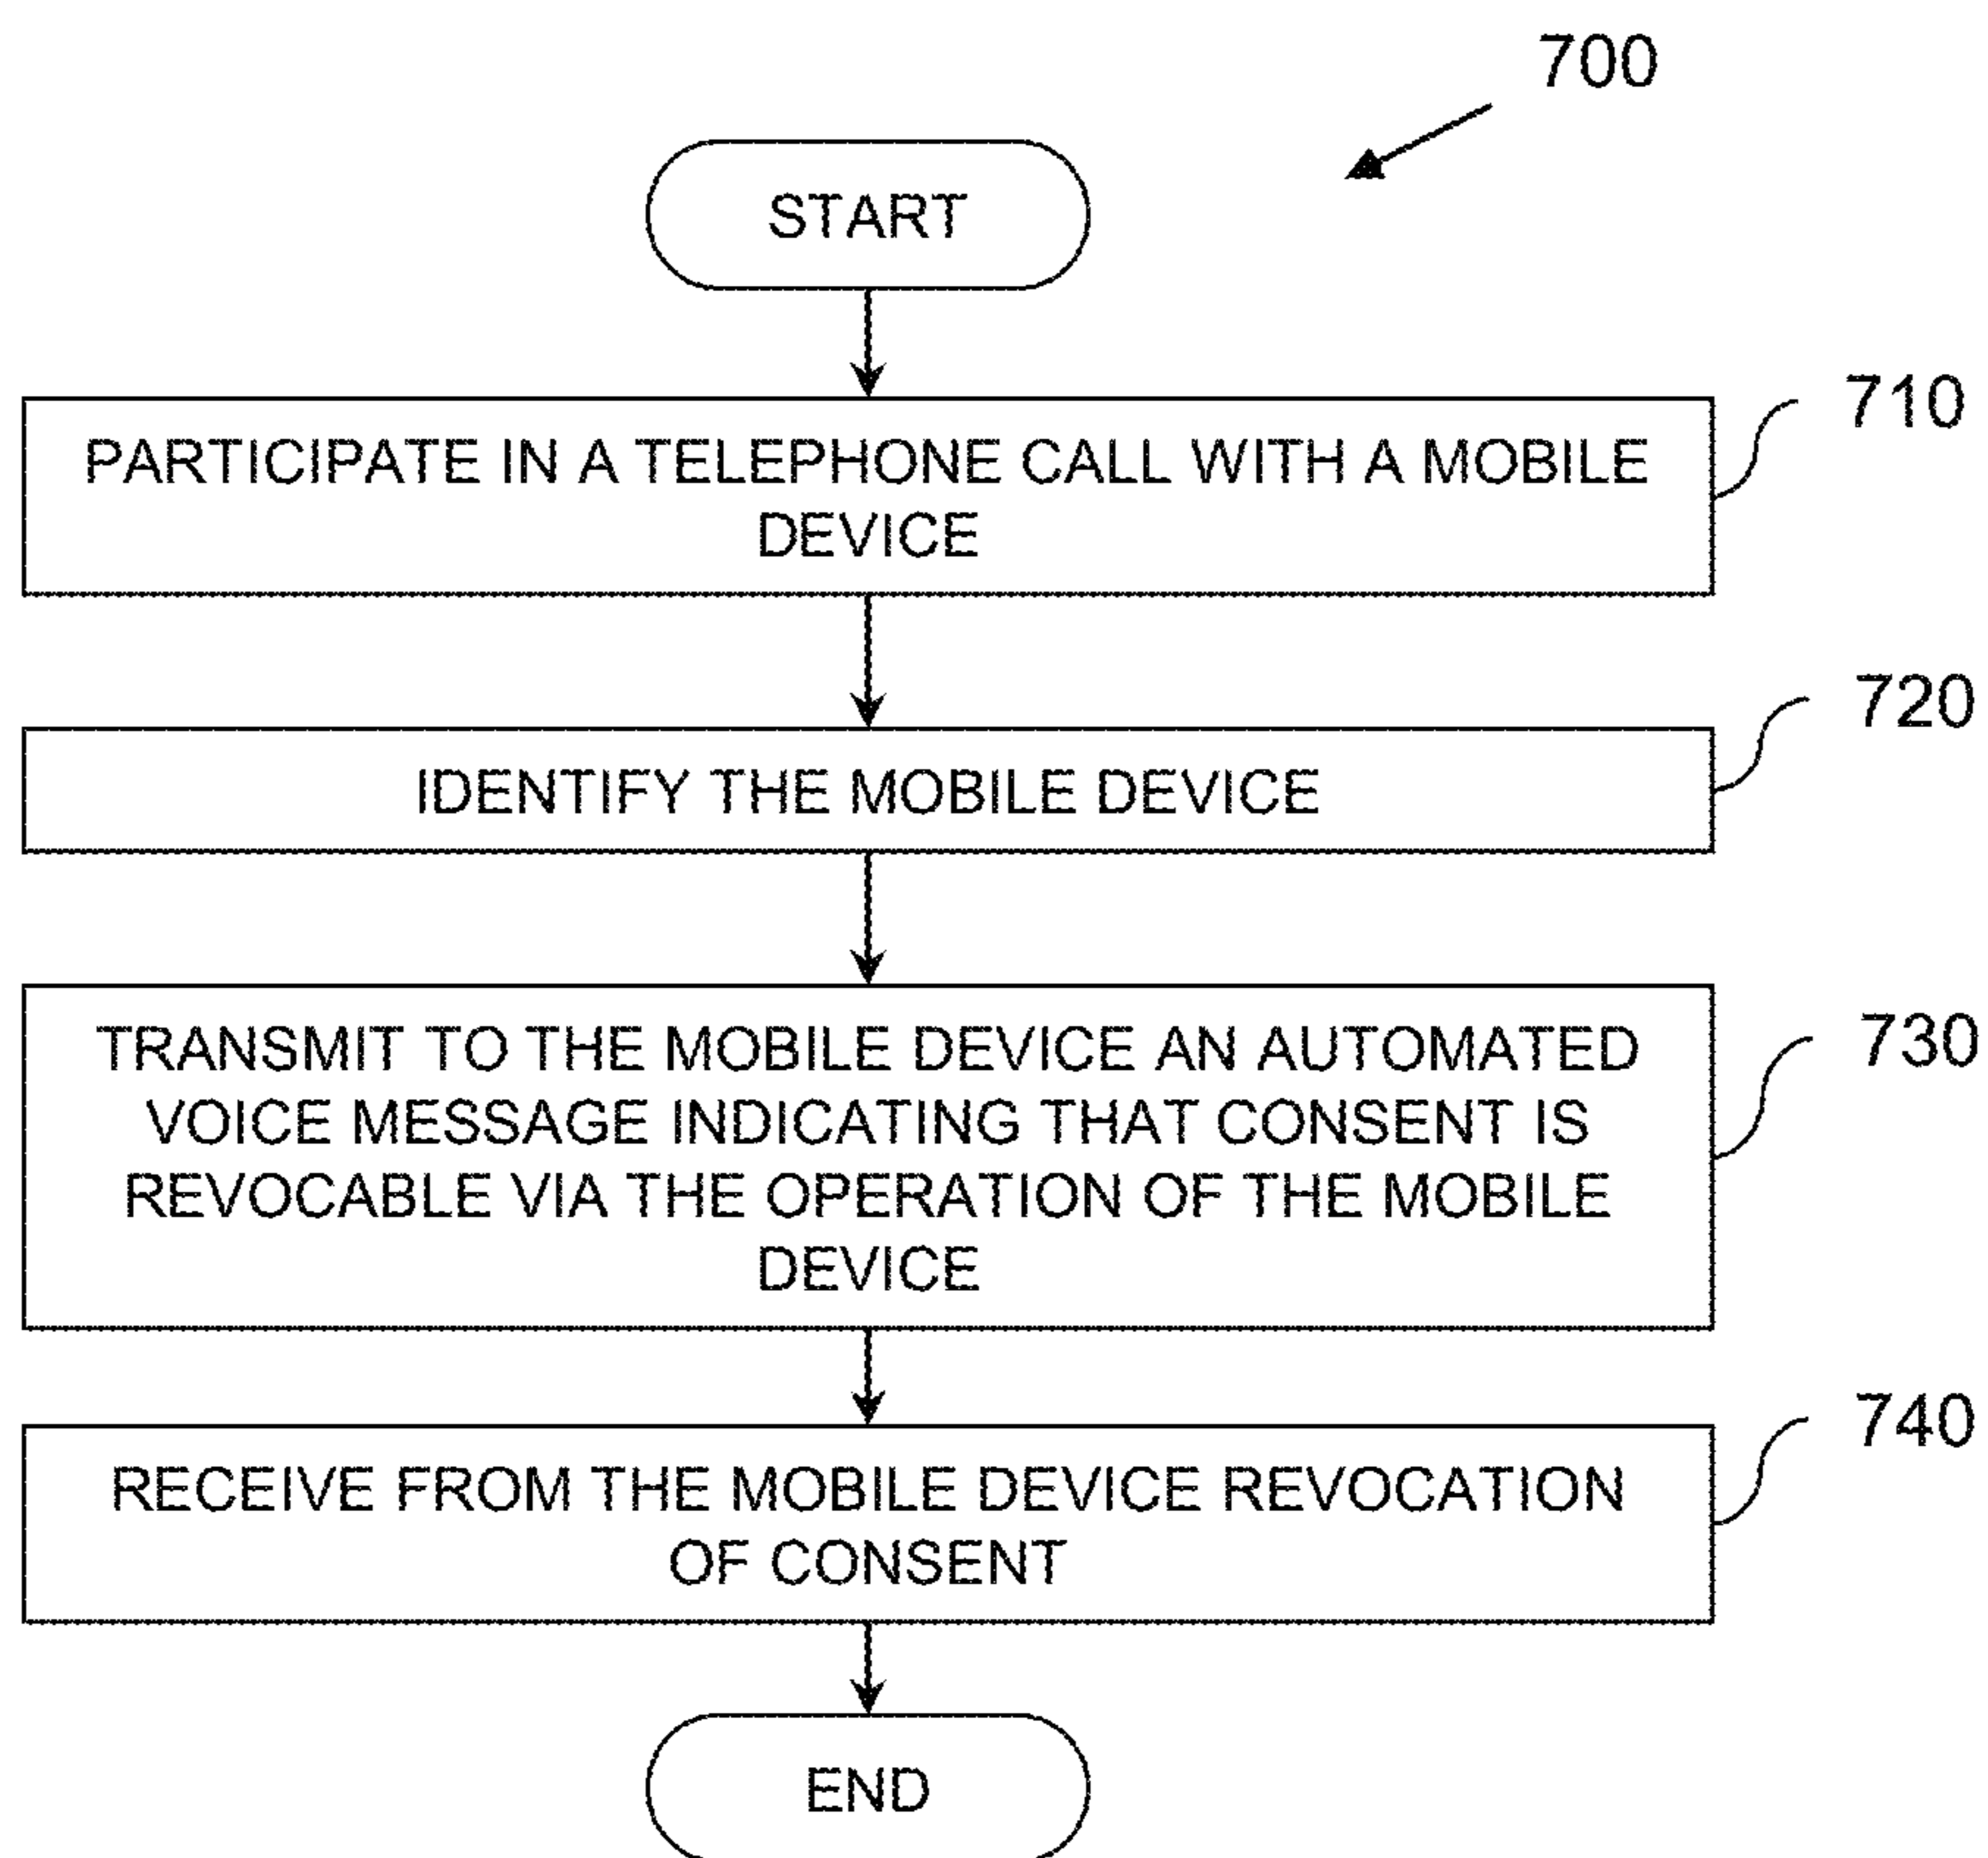 700
START
PARTICIPATE IN A TELEPHONE CALL WITH A MOBILE
DEVICE
710
IDENTIFY THE MOBILE DEVICE
720
TRANSMIT TO THE MOBILE DEVICE AN AUTOMATED
VOICE MESSAGE INDICATING THAT CONSENT IS
REVOCABLE VIA THE OPERATION OF THE MOBILE
DEVICE
730
RECEIVE FROM THE MOBILE DEVICE REVOCATION
OF CONSENT
740
END